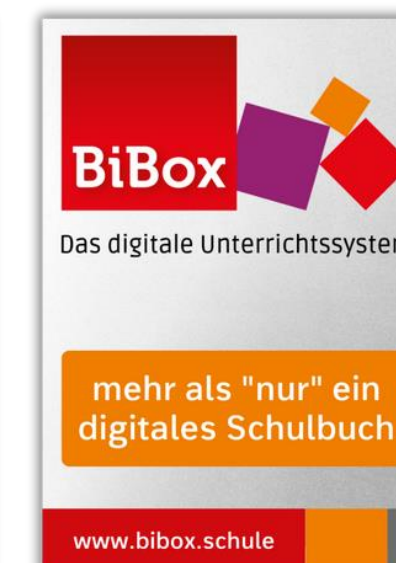 BiBox
Das digitale Unterrichtssyste
mehr als "nur" ein
digitales Schulbuch
www.bibox.schule